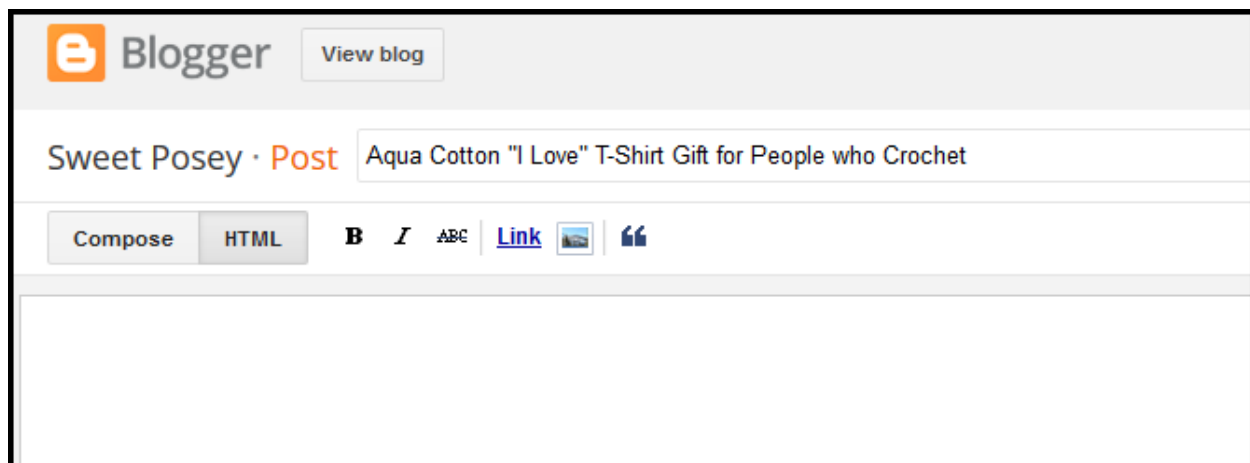 Blogger View blog
Sweet Posey · Post Aqua Cotton "I Love" T-Shirt Gift for People who Crochet
Compose HTML B I ABC Link “